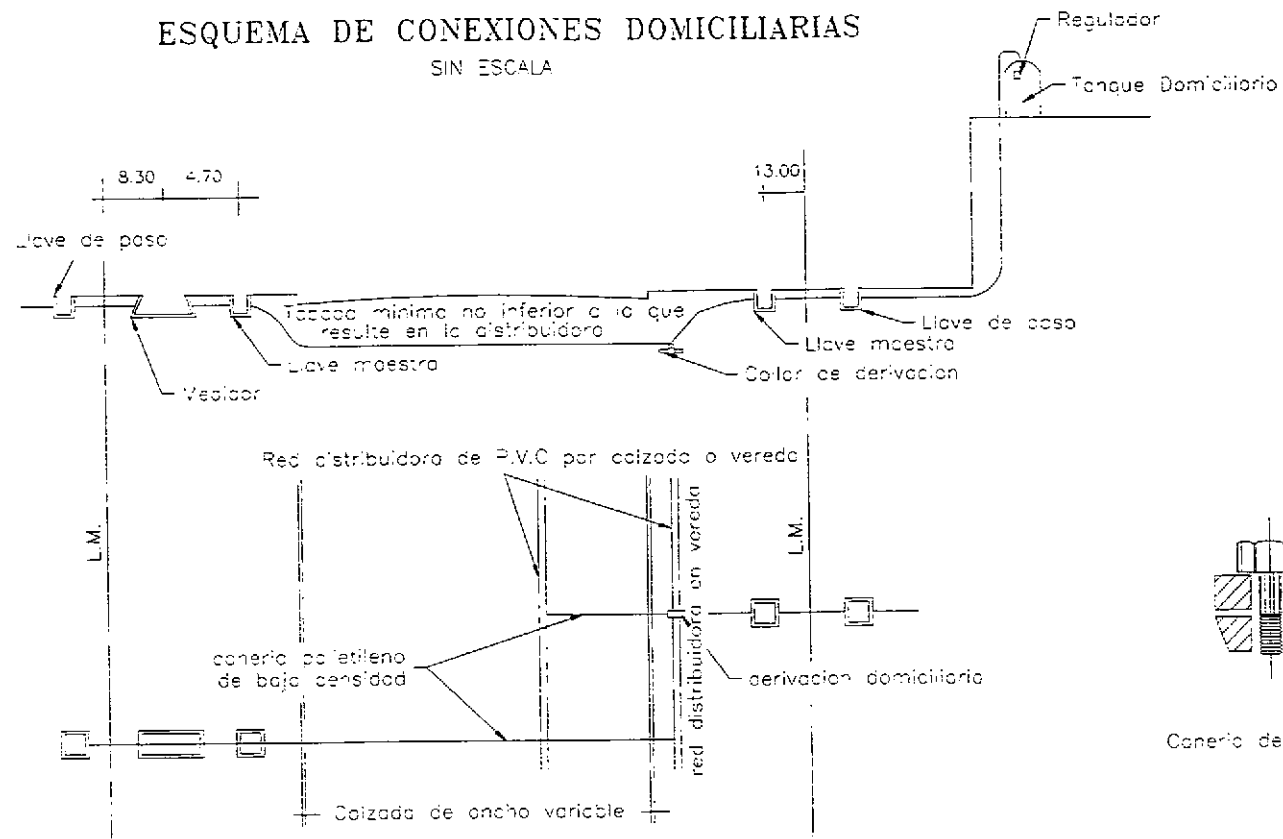 ESQUEMA DE CONEXIONES DOMICILIARIAS
SIN ESCALA
Regulador
Tanque Domiciliario
8.30
4.70
13.00
Llave de paso
Tapada minima no inferior a la que
resulte en la distribuidora
Llave de paso
Llave maestra
Llave maestra
Collar de derivacion
Medidor
Red distribuidora de P.V.C por calzada o vereda
L.M.
L.M.
red distribuidora en vereda
caneria polietileno
de baja densidad
derivacion domiciliaria
Caneria de
Calzada de ancho variable